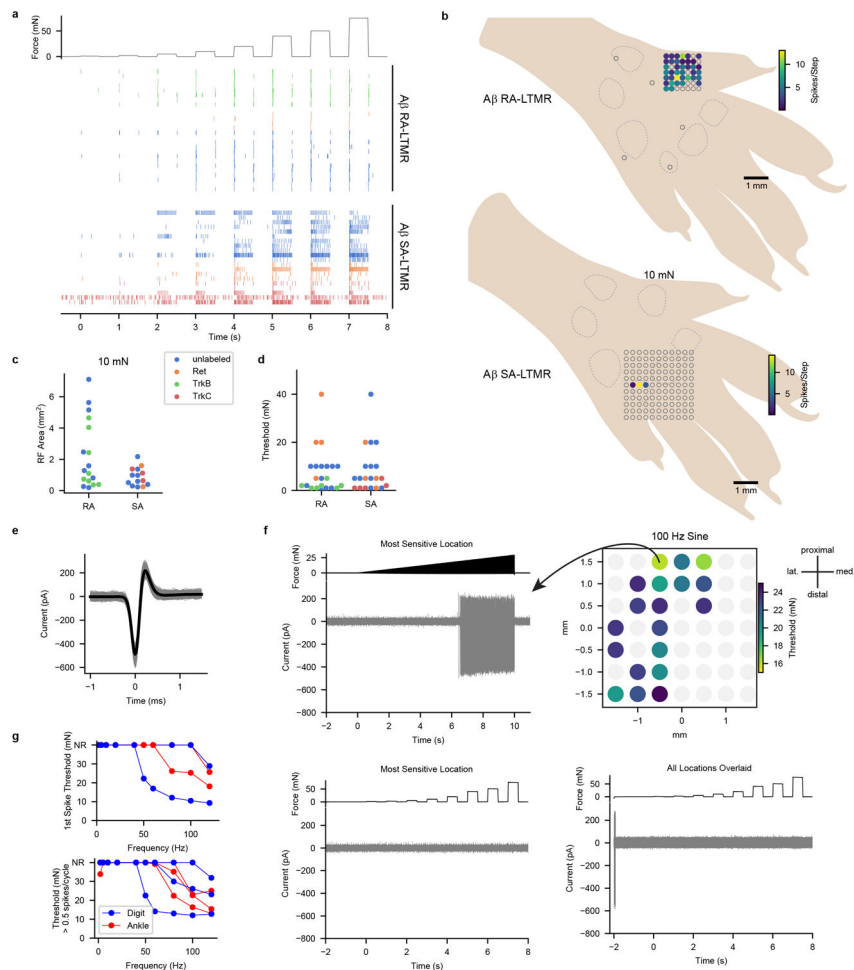 a
Force (mN)
50
0
Aβ RA-LTMR
Aβ SA-LTMR
0 1 2 3 4 5 6 7 8
Time (s)
b
Aβ RA-LTMR
10
5
Spikes/Step
1 mm
10 mN
Aβ SA-LTMR
10
5
Spikes/Step
1 mm
c
10 mN
unlabeled
Ret
TrkB
TrkC
RF Area (mm²)
8
6
4
2
0
RA SA
d
Threshold (mN)
40
20
0
RA SA
e
Current (pA)
200
0
−200
−400
−600
−1 0 1
Time (ms)
f
Most Sensitive Location
Force (mN)
25
0
Current (pA)
200
0
−200
−400
−600
−800
−2 0 2 4 6 8 10
Time (s)
100 Hz Sine
1.5
1.0
0.5
0.0
−0.5
−1.0
−1.5
mm
−1 0 1
mm
24
22
20
18
16
Threshold (mN)
proximal
lat. med.
distal
g
1st Spike Threshold (mN)
NR
30
20
10
0
0 50 100
Frequency (Hz)
Threshold (mN)
> 0.5 spikes/cycle
NR
30
20
10
0
Digit
Ankle
0 50 100
Frequency (Hz)
Most Sensitive Location
Force (mN)
50
0
Current (pA)
200
0
−200
−400
−600
−800
−2 0 2 4 6 8
Time (s)
All Locations Overlaid
Force (mN)
50
0
Current (pA)
200
0
−200
−400
−600
−800
−2 0 2 4 6 8
Time (s)